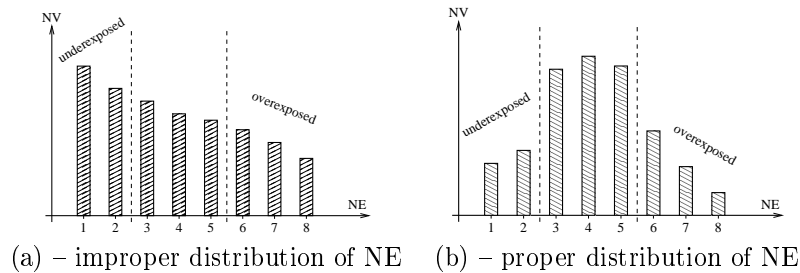 NV
underexposed
overexposed
NE
1 2 3 4 5 6 7 8
(a) – improper distribution of NE
NV
underexposed
overexposed
NE
1 2 3 4 5 6 7 8
(b) – proper distribution of NE